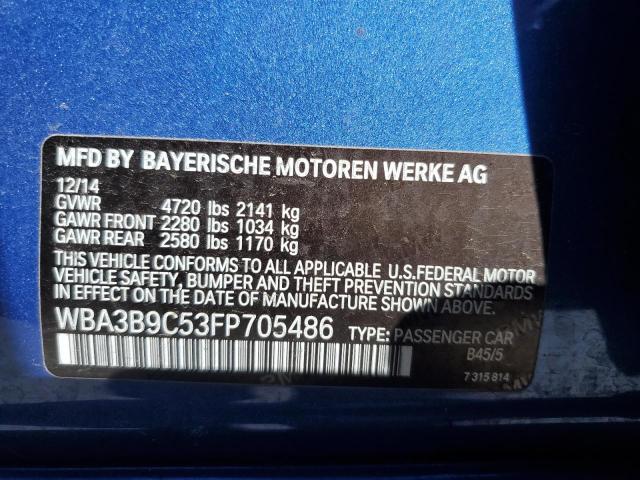 MFD BY BAYERISCHE MOTOREN WERKE AG
12/14
GVWR 4720 lbs 2141 kg
GAWR FRONT 2280 lbs 1034 kg
GAWR REAR 2580 lbs 1170 kg
THIS VEHICLE CONFORMS TO ALL APPLICABLE U.S.FEDERAL MOTOR
VEHICLE SAFETY, BUMPER AND THEFT PREVENTION STANDARDS
IN EFFECT ON THE DATE OF MANUFACTURE SHOWN ABOVE.
WBA3B9C53FP705486 TYPE: PASSENGER CAR
B45/5
7 315 814